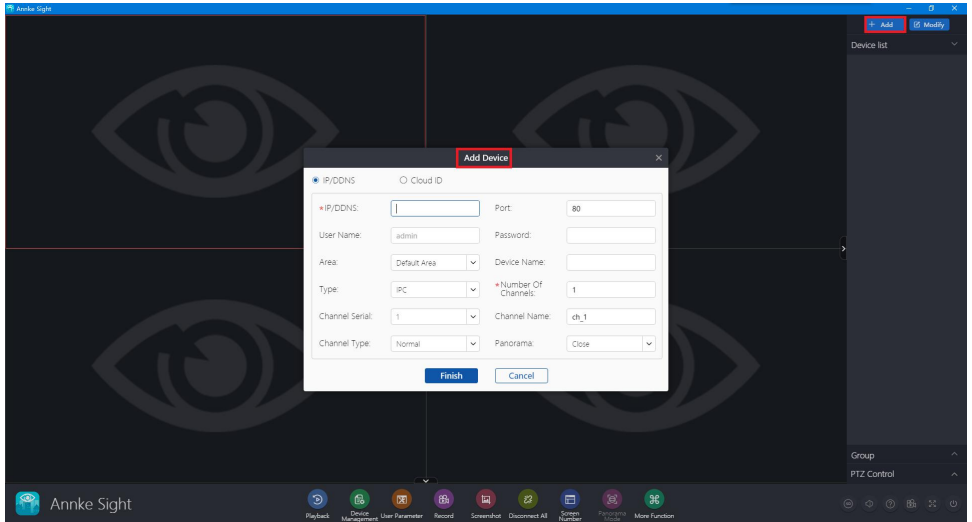 Annke Sight
Add
Modify
Device list
Add Device
IP/DDNS
Cloud ID
*IP/DDNS:
Port:
80
User Name:
admin
Password:
Area:
Default Area
Device Name:
Type:
IPC
*Number Of
Channels:
1
Channel Serial:
1
Channel Name:
ch_1
Channel Type:
Normal
Panorama:
Close
Finish
Cancel
Group
PTZ Control
Annke Sight
Playback
Device
Management
User Parameter
Record
Screenshot
Disconnect All
Screen
Number
Panorama
Mode
More Function